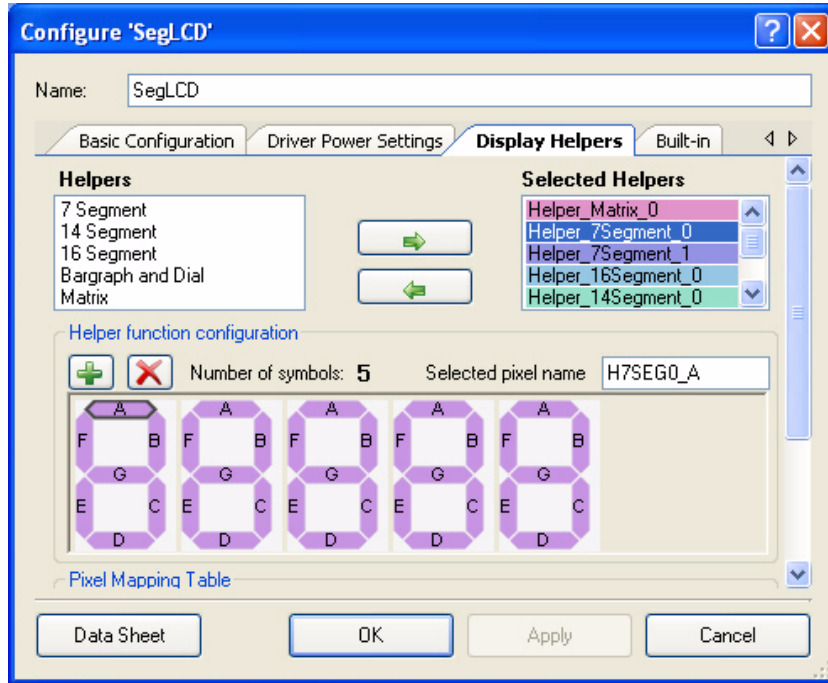 Configure 'SegLCD'
Name: SegLCD
Basic Configuration Driver Power Settings Display Helpers Built-in
Helpers Selected Helpers
7 Segment
14 Segment
16 Segment
Bargraph and Dial
Matrix
Helper_Matrix_0
Helper_7Segment_0
Helper_7Segment_1
Helper_16Segment_0
Helper_14Segment_0
Helper function configuration
Number of symbols: 5 Selected pixel name H7SEG0_A
A A A A A
F B F B F B F B F B
G G G G G
E C E C E C E C E C
D D D D D
Pixel Mapping Table
Data Sheet OK Apply Cancel